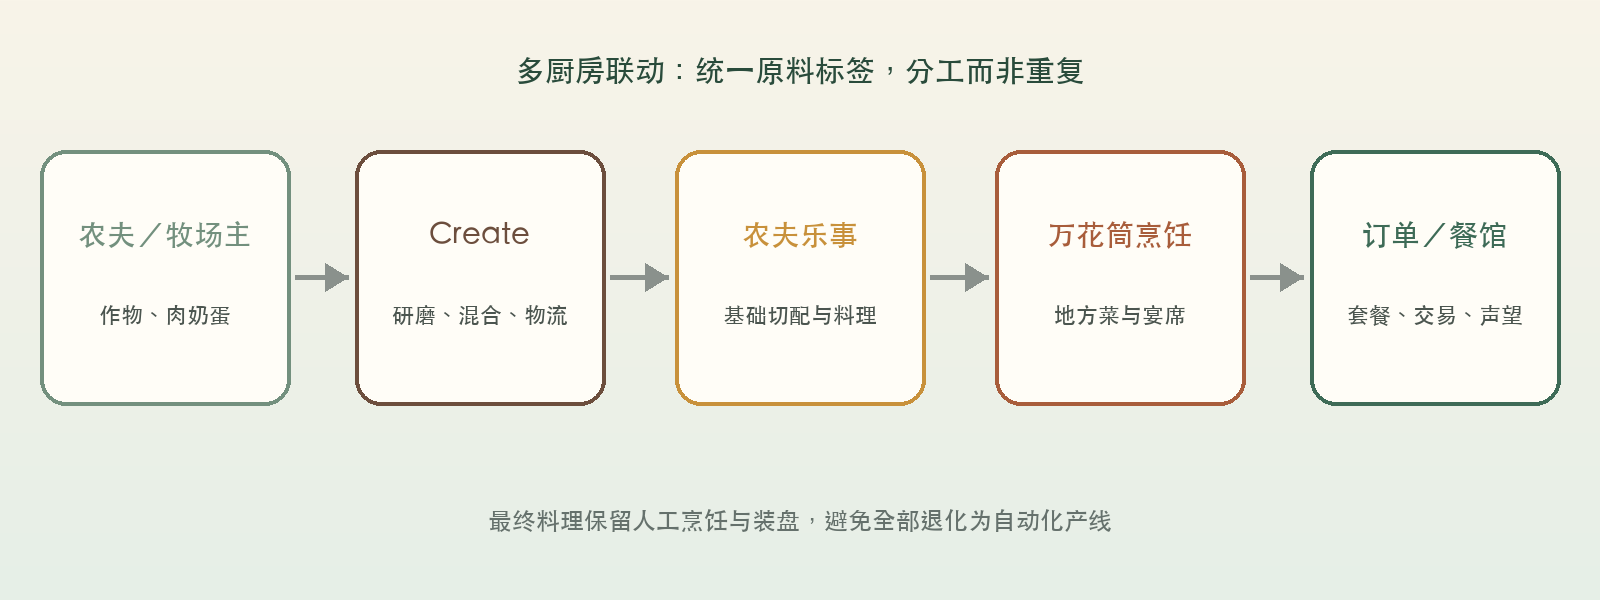 多厨房联动：统一原料标签，分工而非重复
农夫／牧场主
作物、肉奶蛋
Create
研磨、混合、物流
农夫乐事
基础切配与料理
万花筒烹饪
地方菜与宴席
订单／餐馆
套餐、交易、声望
最终料理保留人工烹饪与装盘，避免全部退化为自动化产线